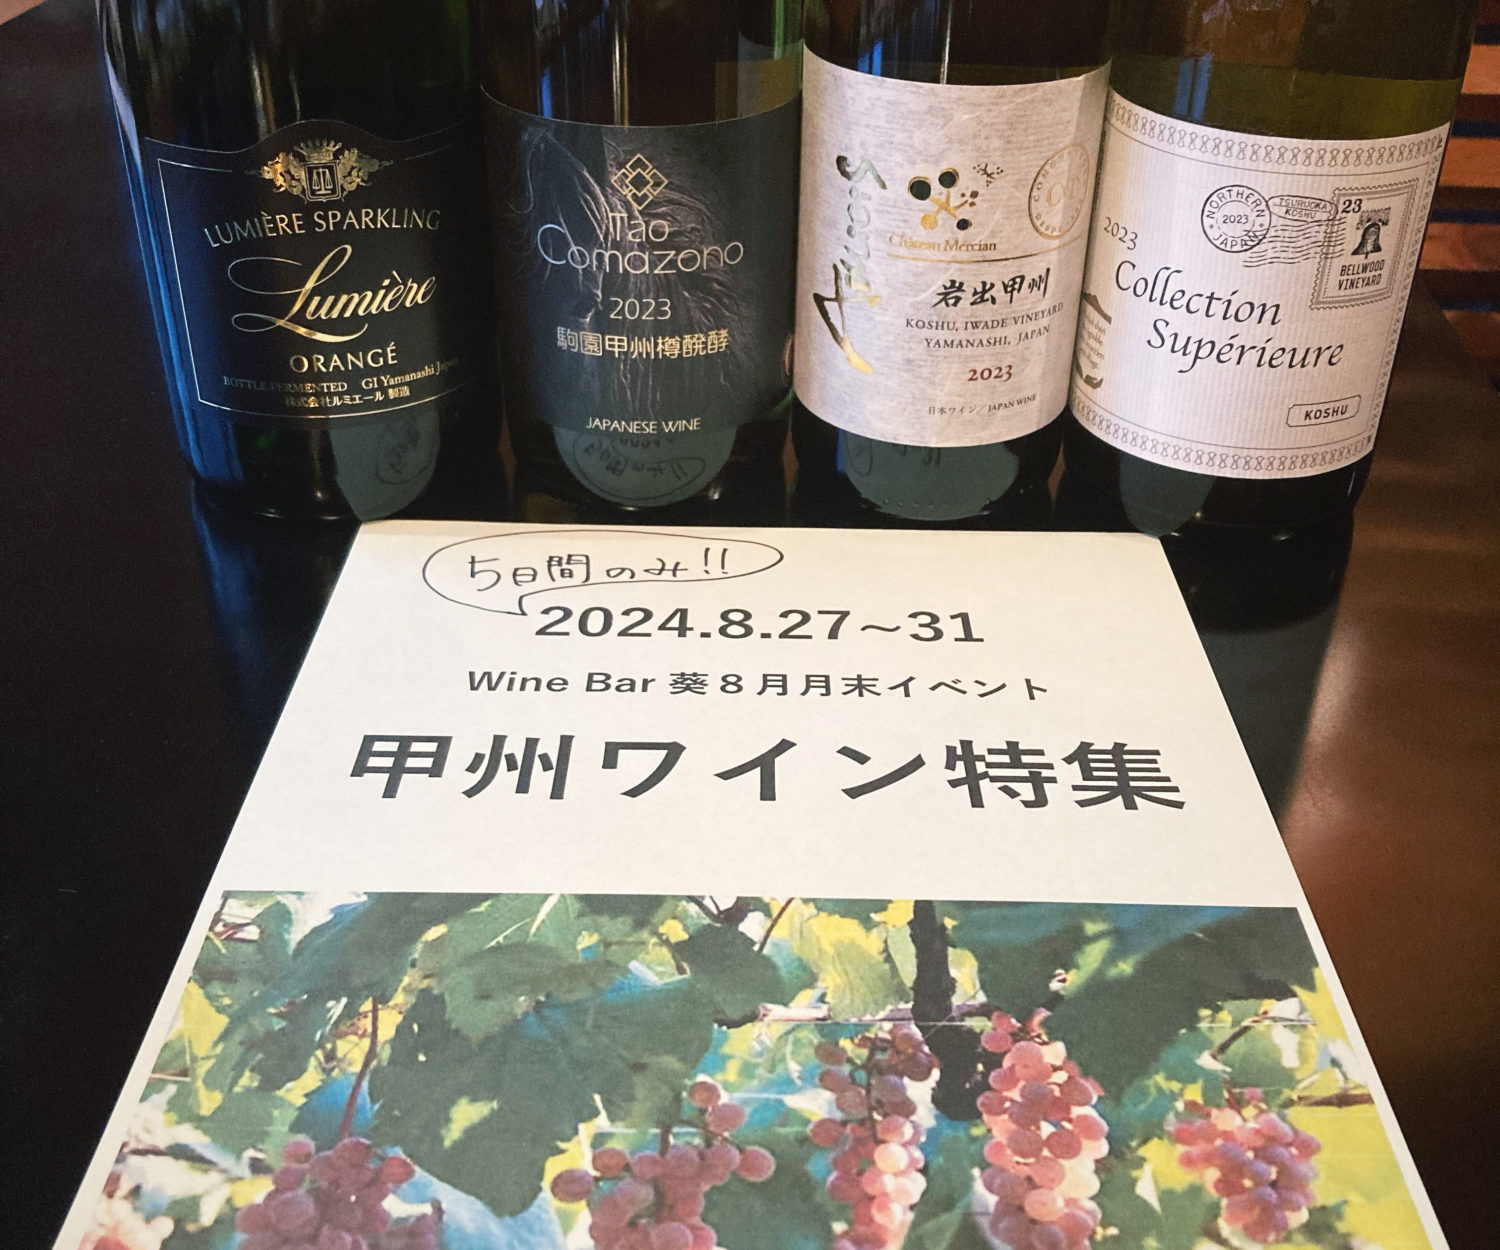 LUMIÈRE SPARKLING
Lumière
ORANGÉ
BOTTLE FERMENTED GI Yamanashi Japan
株式会社ルミエール 製造
Tao
Comazono
2023
駒園甲州樽醗酵
JAPANESE WINE
Château Mercian
岩出甲州
KOSHU, IWADE VINEYARD
YAMANASHI, JAPAN
2023
日本ワイン/JAPAN WINE
2023
NORTHERN
2023
JAPAN
TSURUOKA
KOSHU
23
BELLWOOD
VINEYARD
Collection
Supérieure
KOSHU
5日間のみ!!
2024.8.27~31
Wine Bar 葵8月月末イベント
甲州ワイン特集